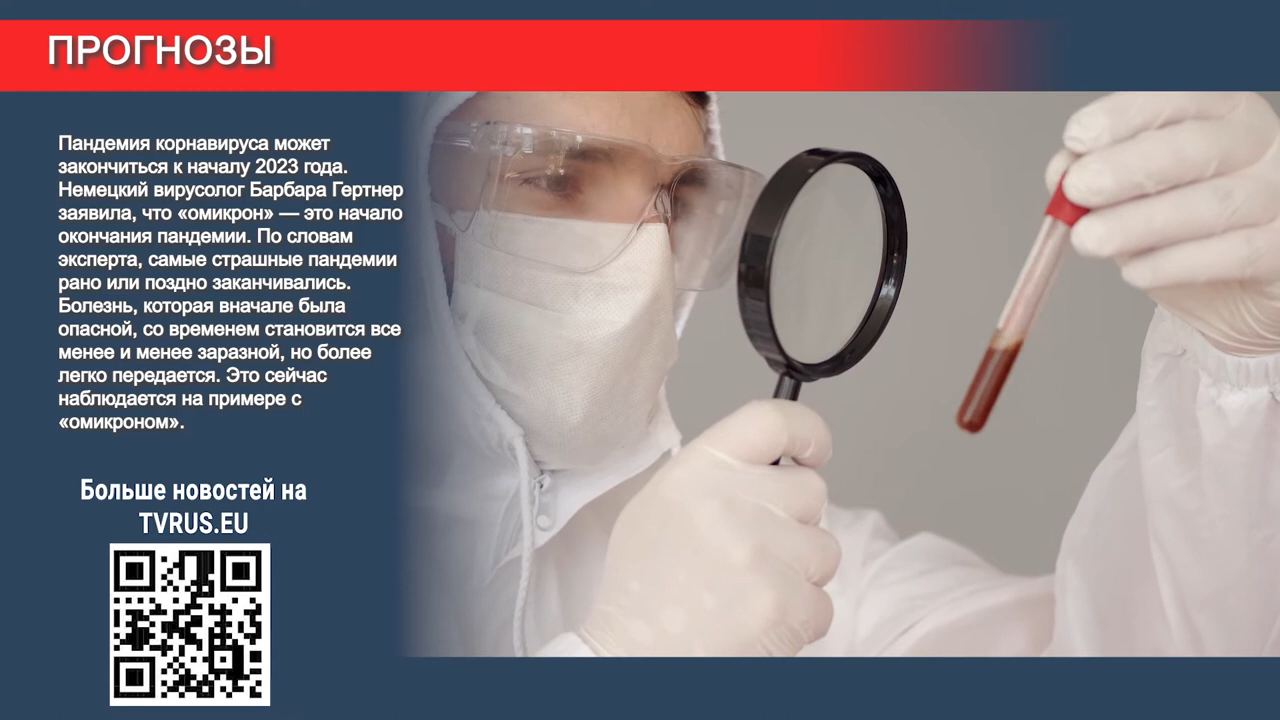 ПРОГНОЗЫ
Пандемия корнавируса может
закончиться к началу 2023 года.
Немецкий вирусолог Барбара Гертнер
заявила, что «омикрон» — это начало
окончания пандемии. По словам
эксперта, самые страшные пандемии
рано или поздно заканчивались.
Болезнь, которая вначале была
опасной, со временем становится все
менее и менее заразной, но более
легко передается. Это сейчас
наблюдается на примере с
«омикроном».
Больше новостей на
TVRUS.EU